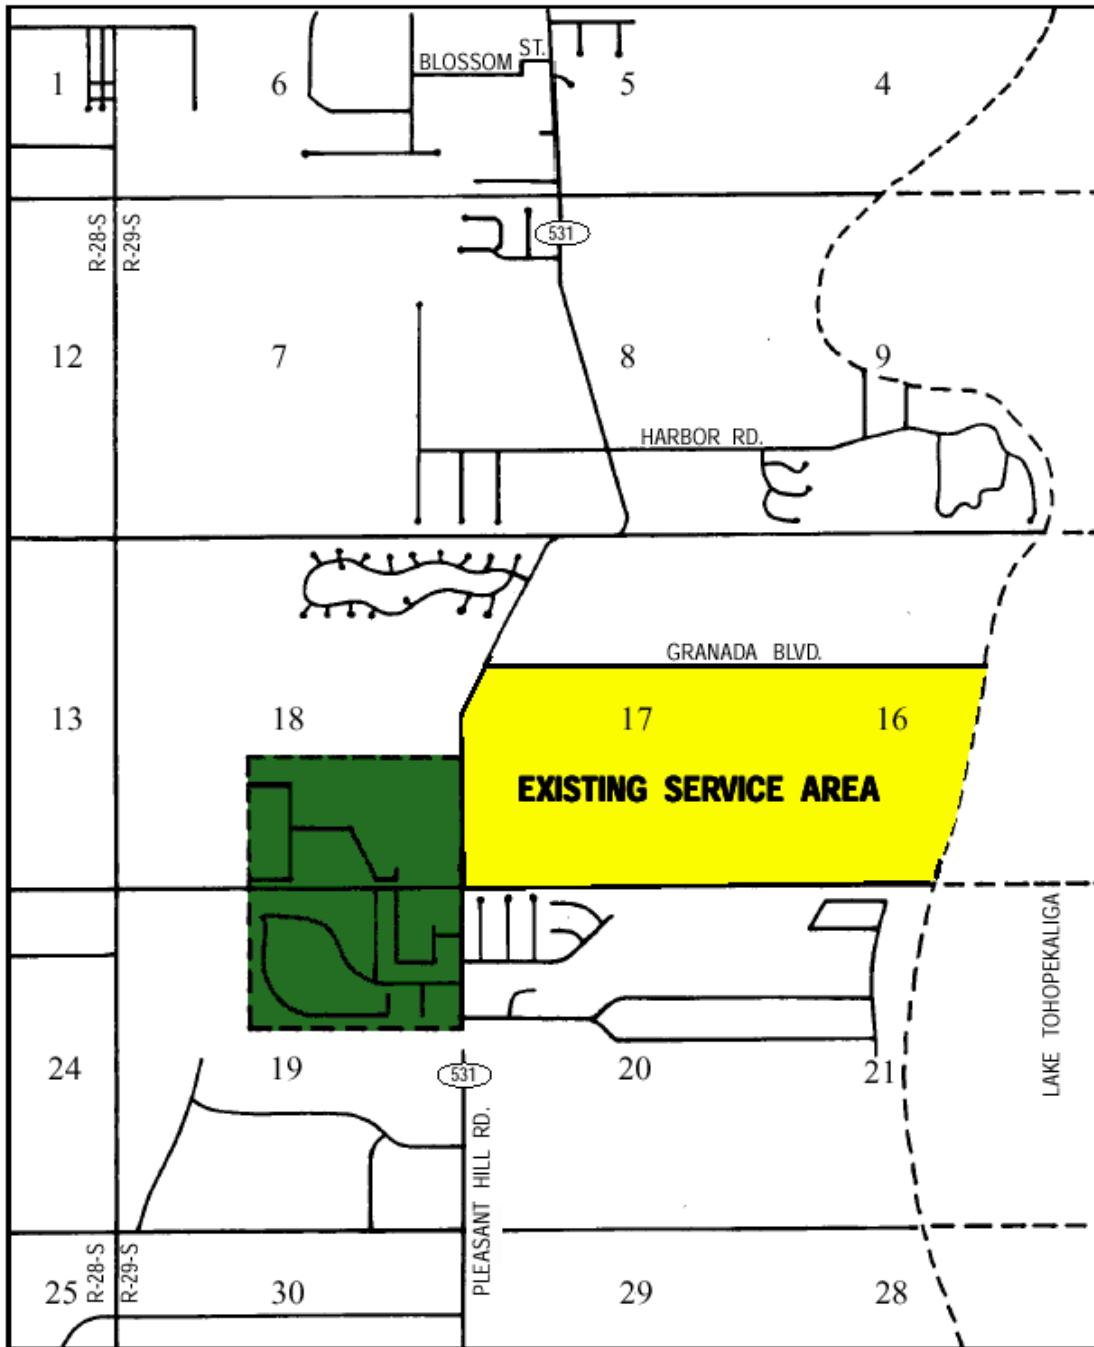 ST.
BLOSSOM
1
6
5
4
R-28-S
R-29-S
531
12
7
8
9
HARBOR RD.
GRANADA BLVD.
13
18
17
16
EXISTING SERVICE AREA
LAKE TOHOPEKALIGA
24
19
531
20
21
PLEASANT HILL RD.
R-28-S
R-29-S
25
30
29
28